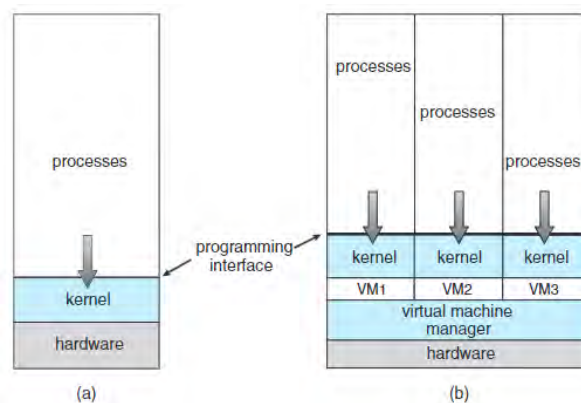 processes
kernel
hardware
(a)
programming
interface
processes
processes
processes
kernel
kernel
kernel
VM1
VM2
VM3
virtual machine
manager
hardware
(b)